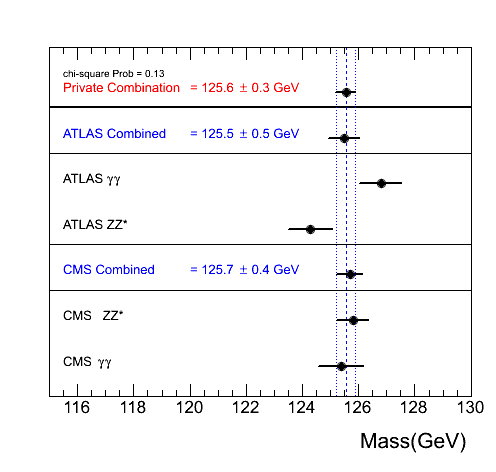 chi-square Prob = 0.13
Private Combination = 125.6 ± 0.3 GeV
ATLAS Combined = 125.5 ± 0.5 GeV
ATLAS γγ
ATLAS ZZ*
CMS Combined = 125.7 ± 0.4 GeV
CMS ZZ*
CMS γγ
116 118 120 122 124 126 128 130
Mass(GeV)